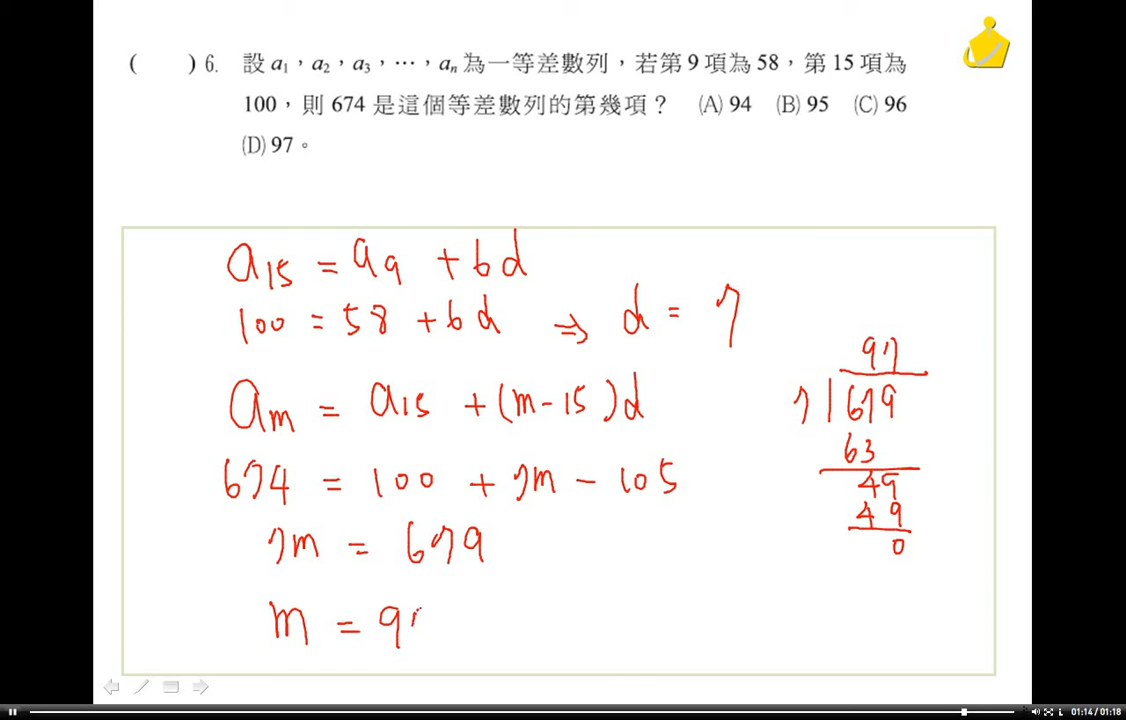 (  ) 6. 設 a₁，a₂，a₃，…，aₙ 為一等差數列，若第 9 項為 58，第 15 項為
100，則 674 是這個等差數列的第幾項？ (A) 94 (B) 95 (C) 96
(D) 97。
a₁₅ = a₉ + 6d
100 = 58 + 6d ⇒ d = 7
aₘ = a₁₅ + (m-15)d
674 = 100 + 7m - 105
7m = 679
m = 9
97
7 679
63
49
49
0
01:14/01:18